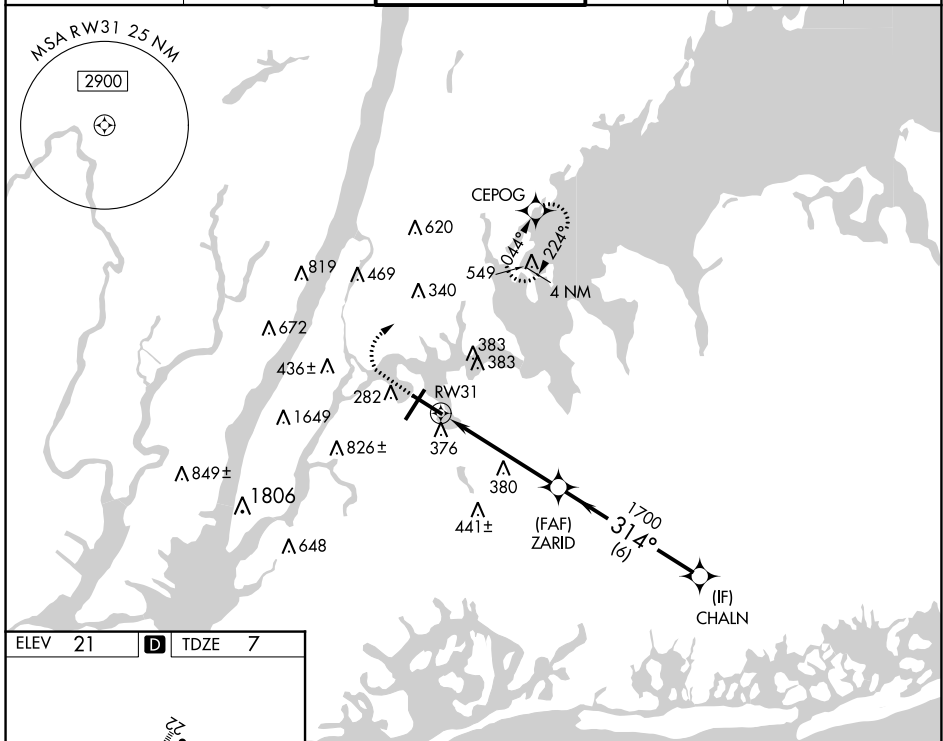 MSA RW31 25 NM
2900
CEPOG
620
044°
224°
819
469
549
340
4 NM
672
383
436±
383
282
RW31
1649
376
826±
849±
380
1806
441±
(FAF)
ZARID
1700
314°
(6)
648
(IF)
CHALN
ELEV 21 D TDZE 7
22